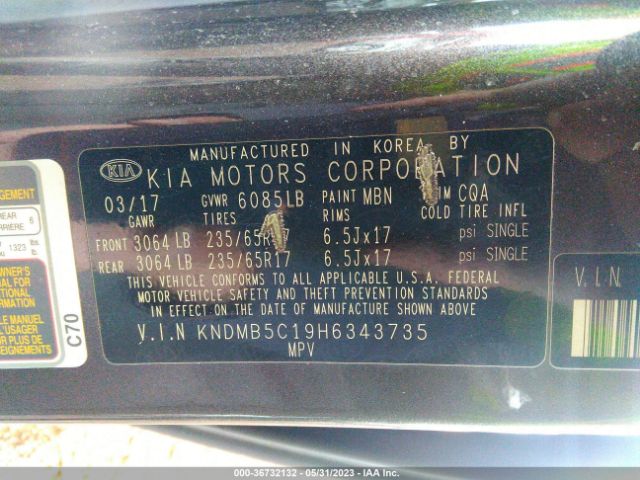 MANUFACTURED IN KOREA BY
KIA KIA MOTORS CORPORATION
03/17 GVWR 6085LB PAINT MBN CQA
GAWR TIRES RIMS COLD TIRE INFL
FRONT 3064 LB 235/65R17 6.5Jx17 psi SINGLE
REAR 3064 LB 235/65R17 6.5Jx17 psi SINGLE
THIS VEHICLE CONFORMS TO ALL APPLICABLE U.S.A. FEDERAL
MOTOR VEHICLE SAFETY AND THEFT PREVENTION STANDARDS
IN EFFECT ON THE DATE OF MANUFACTURE SHOWN ABOVE
V.I.N KNDMB5C19H6343735
MPV
1323 lbs.
C70
V.I.N.
000-36732132 - 05/31/2023 - IAA Inc.